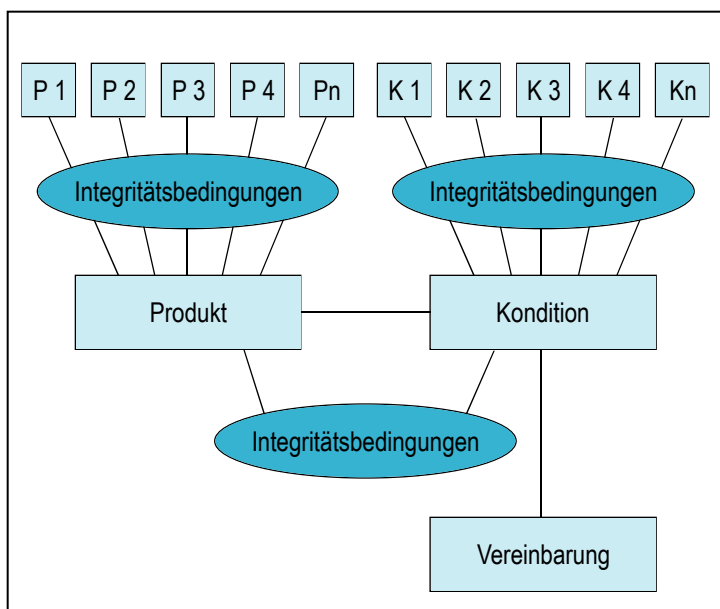 P 1 P 2 P 3 P 4 Pn K 1 K 2 K 3 K 4 Kn
Integritätsbedingungen Integritätsbedingungen
Produkt Kondition
Integritätsbedingungen
Vereinbarung